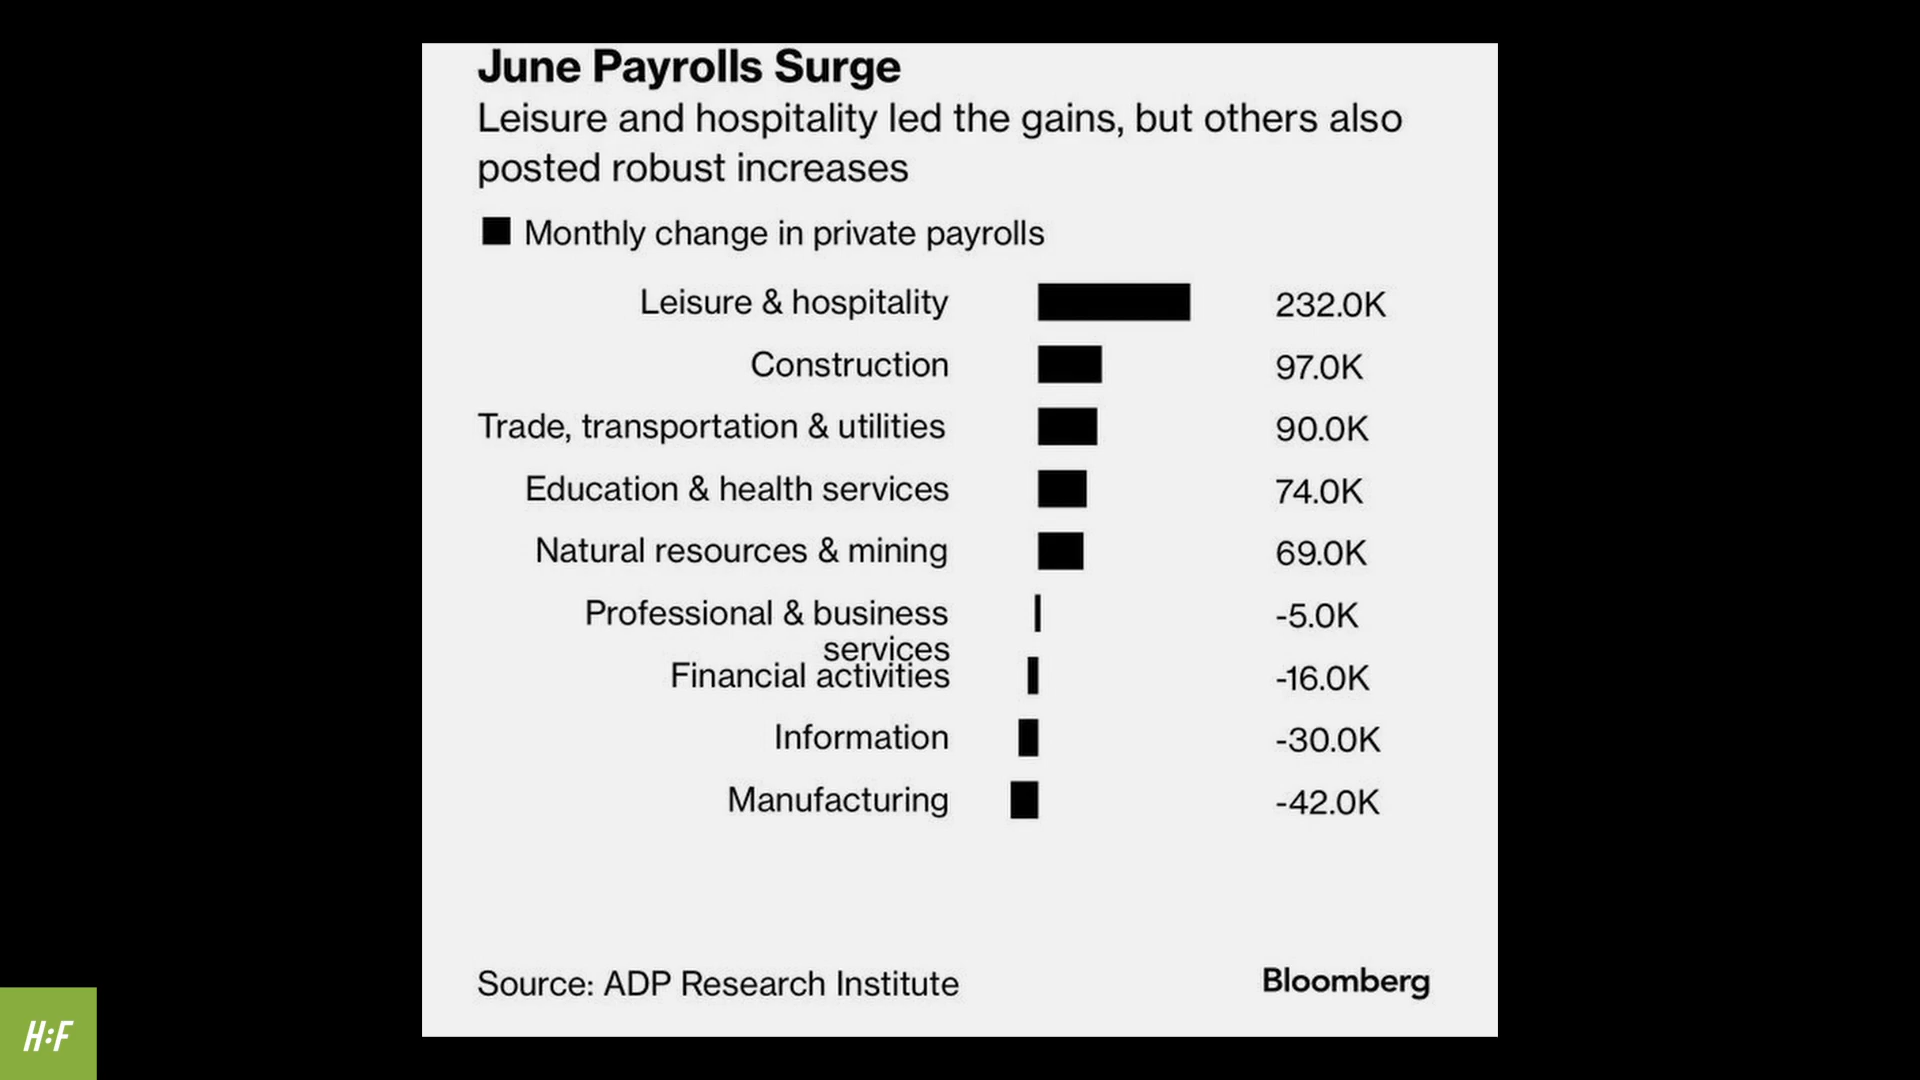 June Payrolls Surge
Leisure and hospitality led the gains, but others also
posted robust increases
Monthly change in private payrolls
Leisure & hospitality 232.0K
Construction 97.0K
Trade, transportation & utilities 90.0K
Education & health services 74.0K
Natural resources & mining 69.0K
Professional & business -5.0K
services
Financial activities -16.0K
Information -30.0K
Manufacturing -42.0K
Source: ADP Research Institute Bloomberg
H:F